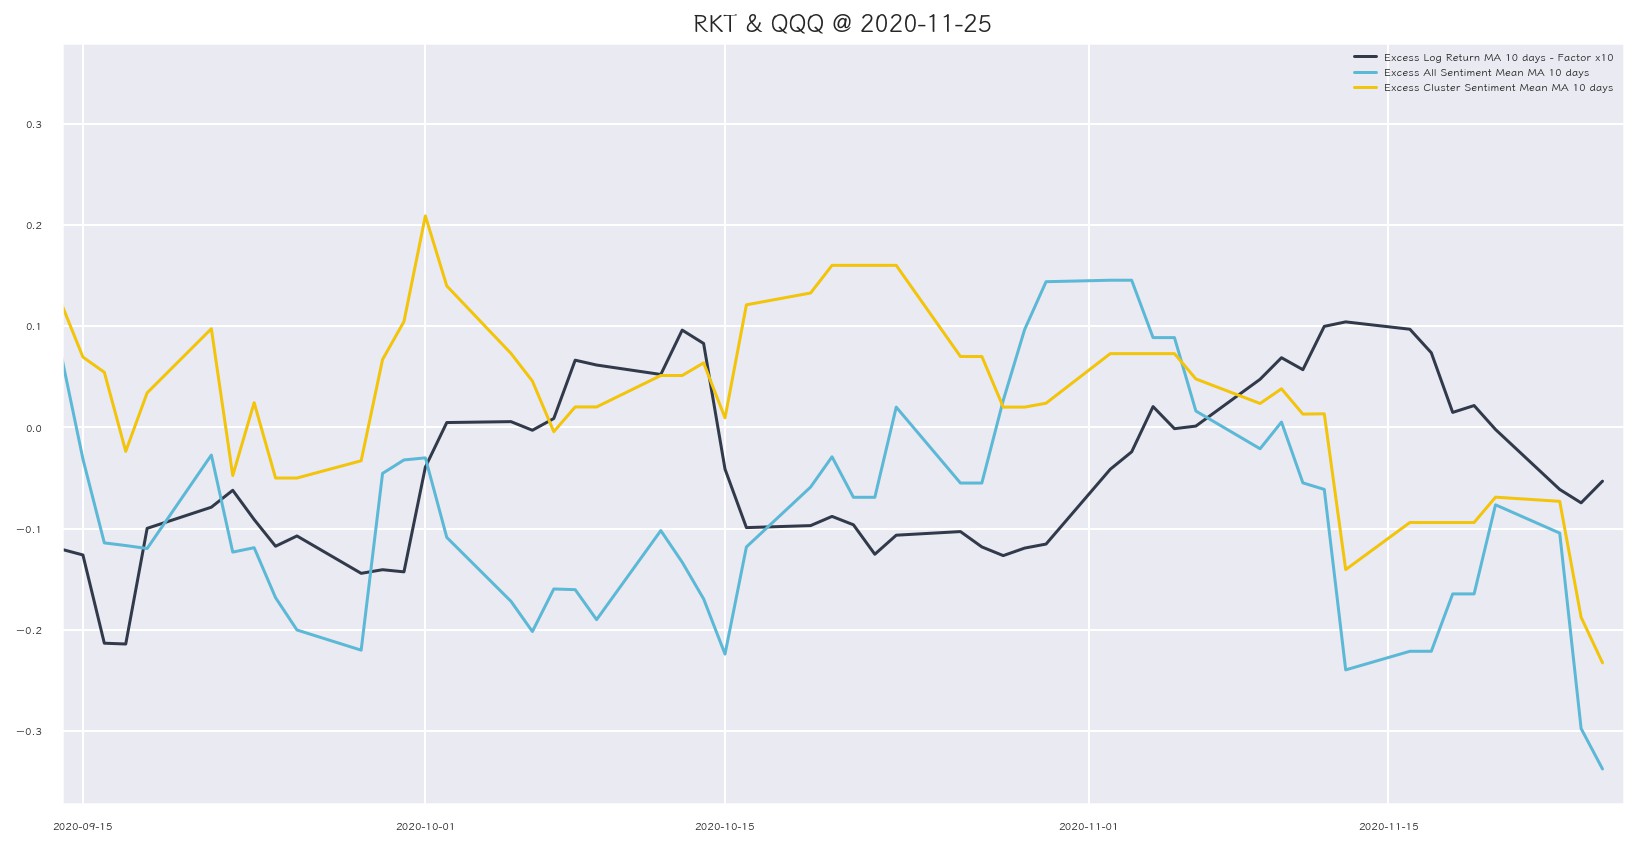 RKT & QQQ @ 2020-11-25
Excess Log Return MA 10 days - Factor x10
Excess All Sentiment Mean MA 10 days
Excess Cluster Sentiment Mean MA 10 days
0.3
0.2
0.1
0.0
−0.1
−0.2
−0.3
2020-09-15 2020-10-01 2020-10-15 2020-11-01 2020-11-15